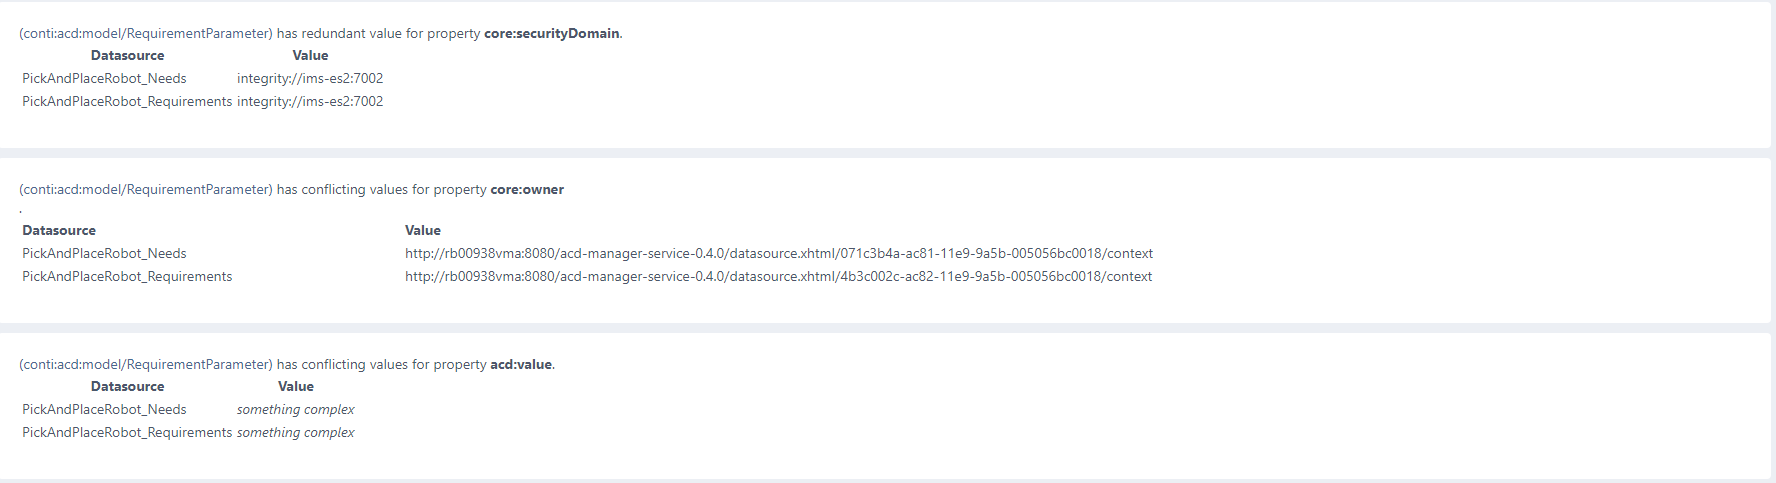 (conti:acd:model/RequirementParameter) has redundant value for property core:securityDomain.
Datasource Value
PickAndPlaceRobot_Needs integrity://ims-es2:7002
PickAndPlaceRobot_Requirements integrity://ims-es2:7002
(conti:acd:model/RequirementParameter) has conflicting values for property core:owner
.
Datasource Value
PickAndPlaceRobot_Needs http://rb00938vma:8080/acd-manager-service-0.4.0/datasource.xhtml/071c3b4a-ac81-11e9-9a5b-005056bc0018/context
PickAndPlaceRobot_Requirements http://rb00938vma:8080/acd-manager-service-0.4.0/datasource.xhtml/4b3c002c-ac82-11e9-9a5b-005056bc0018/context
(conti:acd:model/RequirementParameter) has conflicting values for property acd:value.
Datasource Value
PickAndPlaceRobot_Needs something complex
PickAndPlaceRobot_Requirements something complex